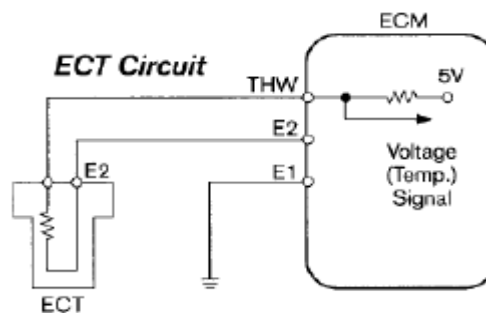 ECM
ECT Circuit
THW
5V
E2
Voltage
(Temp.)
Signal
E1
E2
ECT